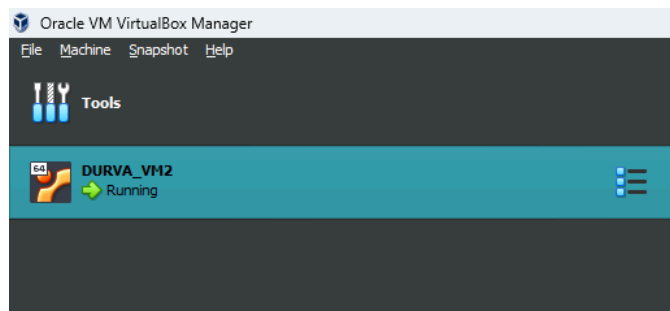 Oracle VM VirtualBox Manager
File Machine Snapshot Help
Tools
64
DURVA_VM2
Running